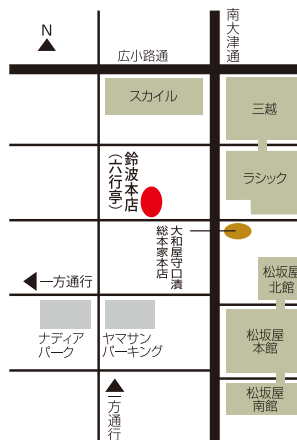 N
広小路通
南大津通
スカイル
三越
鈴波本店
(六行亭)
ラシック
大和屋守口漬
総本家本店
松坂屋
北館
一方通行
ナディア
パーク
ヤマサン
パーキング
松坂屋
本館
一方通行
松坂屋
南館